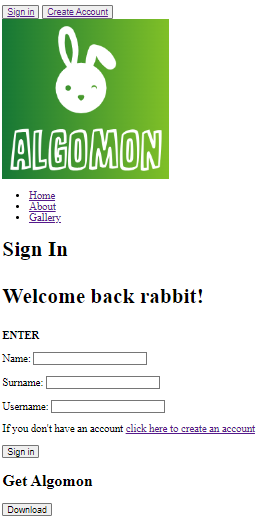 Sign in Create Account
ALGOMON
Home
About
Gallery
Sign In
Welcome back rabbit!
ENTER
Name:
Surname:
Username:
If you don't have an account click here to create an account
Sign in
Get Algomon
Download